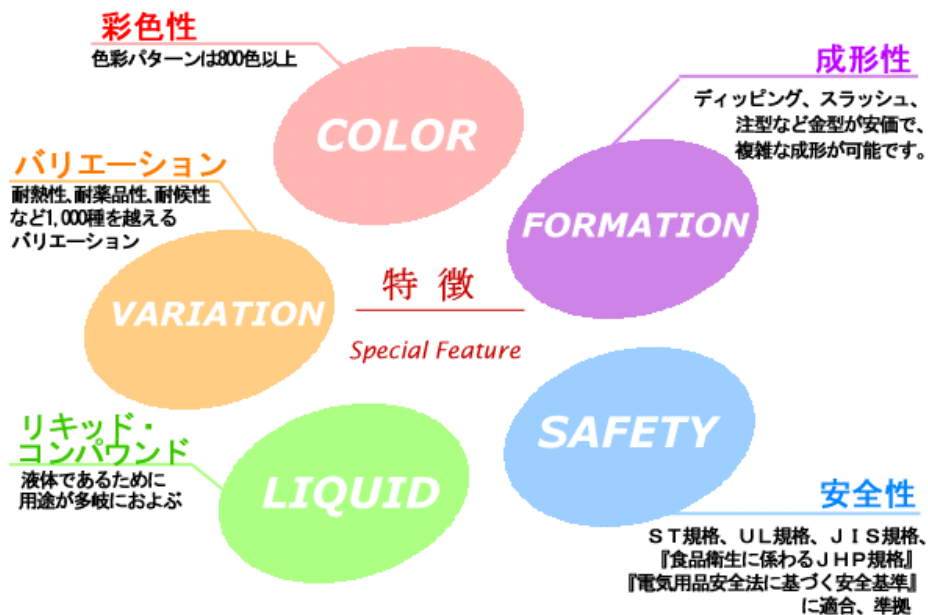 彩色性
色彩パターンは800色以上
COLOR
成形性
ディッピング、スラッシュ、
注型など金型が安価で、
複雑な成形が可能です。
FORMATION
バリエーション
耐熱性、耐薬品性、耐候性
など1,000種を越える
バリエーション
VARIATION
特 徴
Special Feature
リキッド・
コンパウンド
液体であるために
用途が多岐におよぶ
LIQUID
SAFETY
安全性
ST規格、UL規格、JIS規格、
『食品衛生に係わるJHP規格』
『電気用品安全法に基づく安全基準』
に適合、準拠